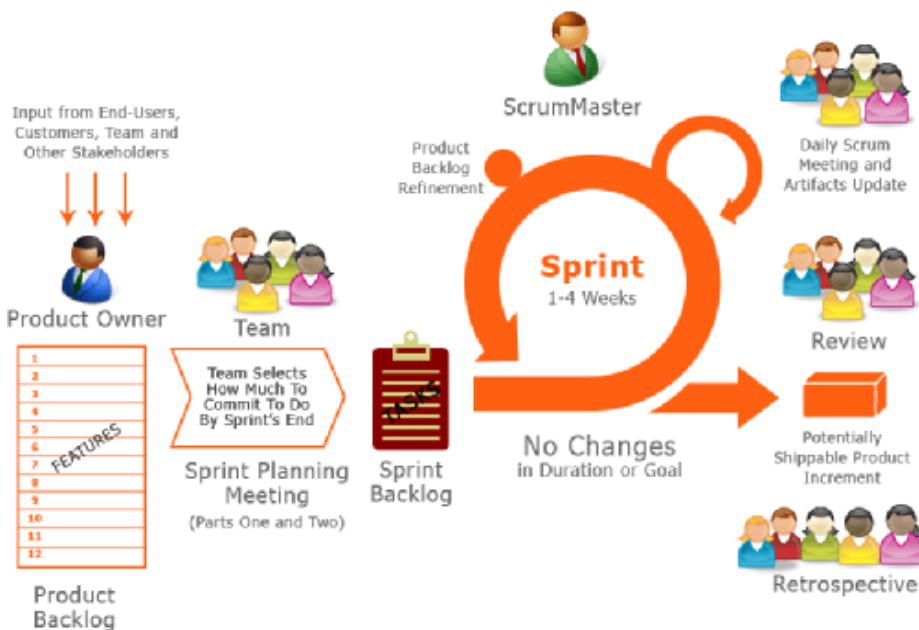 Input from End-Users,
Customers, Team and
Other Stakeholders
Product Owner
1
2
3
4
5
6
7
8
9
10
11
12
FEATURES
Product
Backlog
Team
Team Selects
How Much To
Commit To Do
By Sprint's End
Sprint Planning
Meeting
(Parts One and Two)
TASKS
Sprint
Backlog
ScrumMaster
Product
Backlog
Refinement
Sprint
1-4 Weeks
No Changes
in Duration or Goal
Daily Scrum
Meeting and
Artifacts Update
Review
Potentially
Shippable Product
Increment
Retrospective